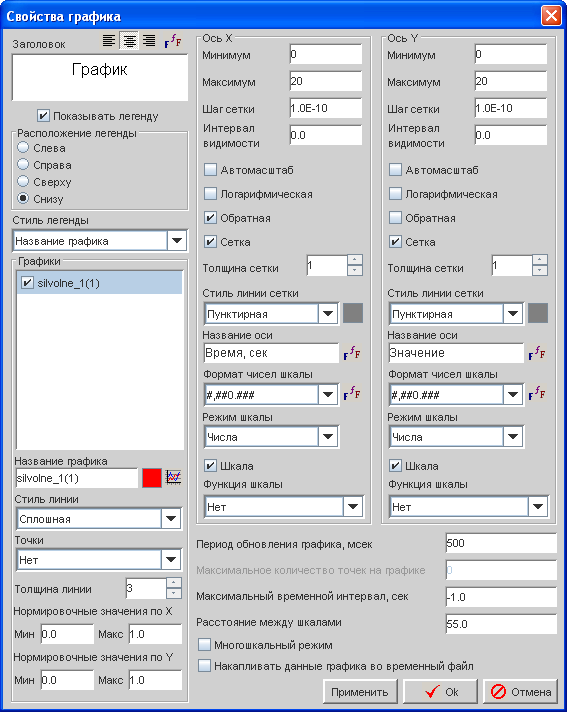 Свойства графика
Заголовок
График
Показывать легенду
Расположение легенды
Слева
Справа
Сверху
Снизу
Стиль легенды
Название графика
Графики
silvolne_1(1)
Название графика
silvolne_1(1)
Стиль линии
Сплошная
Точки
Нет
Толщина линии 3
Нормировочные значения по X
Мин 0.0 Макс 1.0
Нормировочные значения по Y
Мин 0.0 Макс 1.0
Ось X
Минимум 0
Максимум 20
Шаг сетки 1.0E-10
Интервал видимости 0.0
Автомасштаб
Логарифмическая
Обратная
Сетка
Толщина сетки 1
Стиль линии сетки
Пунктирная
Название оси
Время, сек
Формат чисел шкалы
#,##0.###
Режим шкалы
Числа
Шкала
Функция шкалы
Нет
Ось Y
Минимум 0
Максимум 20
Шаг сетки 1.0E-10
Интервал видимости 0.0
Автомасштаб
Логарифмическая
Обратная
Сетка
Толщина сетки 1
Стиль линии сетки
Пунктирная
Название оси
Значение
Формат чисел шкалы
#,##0.###
Режим шкалы
Числа
Шкала
Функция шкалы
Нет
Период обновления графика, мсек 500
Максимальное количество точек на графике 0
Максимальный временной интервал, сек -1.0
Расстояние между шкалами 55.0
Многошкальный режим
Накапливать данные графика во временный файл
Применить Ok Отмена